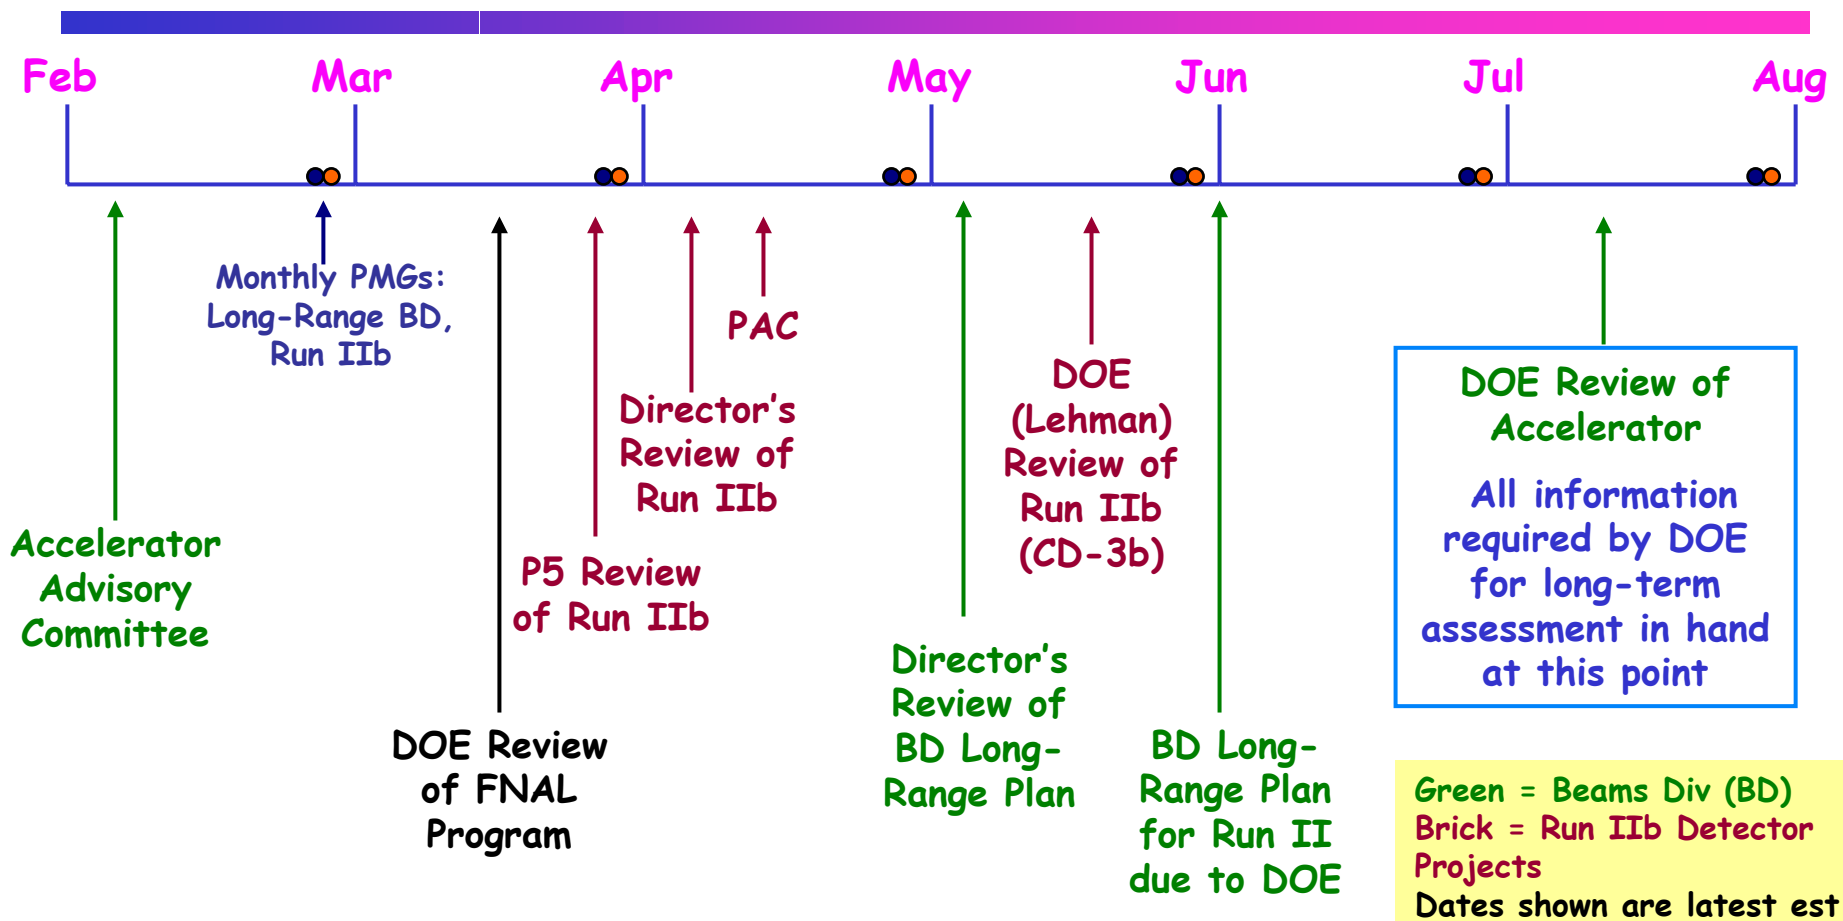 Feb Mar Apr May Jun Jul Aug
Monthly PMGs:
Long-Range BD,
Run IIb
PAC
Director's
Review of
Run IIb
DOE
(Lehman)
Review of
Run IIb
(CD-3b)
DOE Review of
Accelerator
All information
required by DOE
for long-term
assessment in hand
at this point
Accelerator
Advisory
Committee
P5 Review
of Run IIb
Director's
Review of
BD Long-
Range Plan
DOE Review
of FNAL
Program
BD Long-
Range Plan
for Run II
due to DOE
Green = Beams Div (BD)
Brick = Run IIb Detector
Projects
Dates shown are latest est